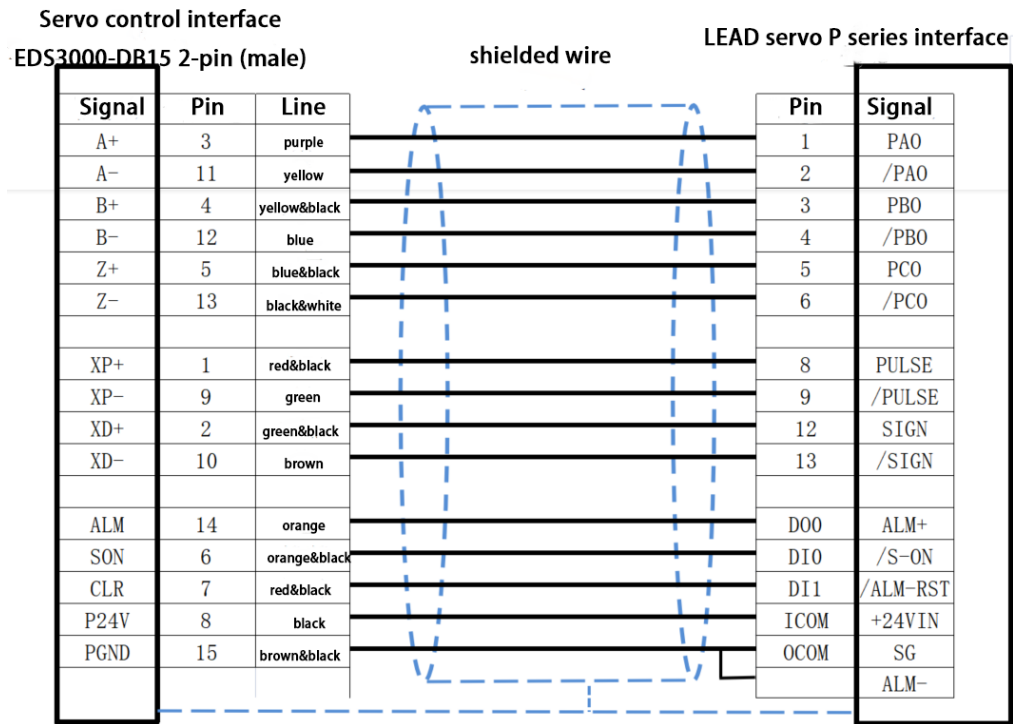 Servo control interface
EDS3000-DB15 2-pin (male)
shielded wire
LEAD servo P series interface
Signal Pin Line Pin Signal
A+ 3 purple 1 PAO
A- 11 yellow 2 /PAO
B+ 4 yellow&black 3 PBO
B- 12 blue 4 /PBO
Z+ 5 blue&black 5 PCO
Z- 13 black&white 6 /PCO
XP+ 1 red&black 8 PULSE
XP- 9 green 9 /PULSE
XD+ 2 green&black 12 SIGN
XD- 10 brown 13 /SIGN
ALM 14 orange DO0 ALM+
SON 6 orange&black DI0 /S-ON
CLR 7 red&black DI1 /ALM-RST
P24V 8 black ICOM +24VIN
PGND 15 brown&black OCOM SG
ALM-